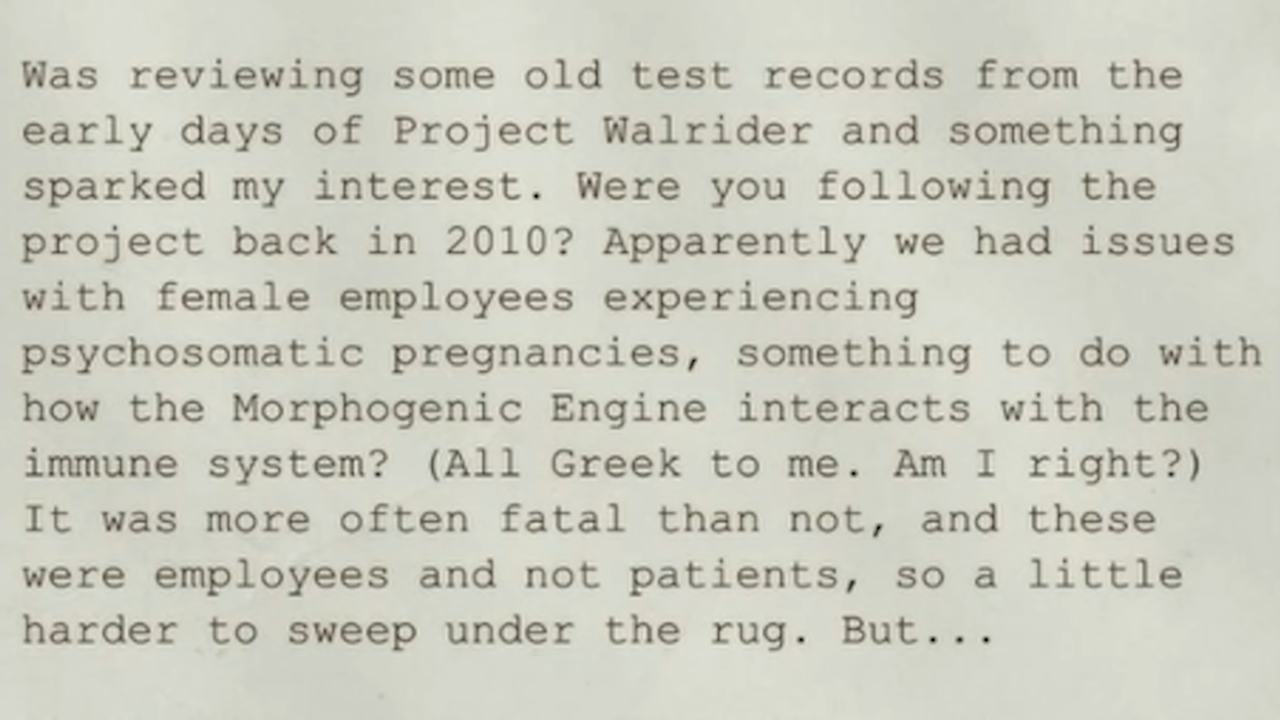 Was reviewing some old test records from the
early days of Project Walrider and something
sparked my interest. Were you following the
project back in 2010? Apparently we had issues
with female employees experiencing
psychosomatic pregnancies, something to do with
how the Morphogenic Engine interacts with the
immune system? (All Greek to me. Am I right?)
It was more often fatal than not, and these
were employees and not patients, so a little
harder to sweep under the rug. But...